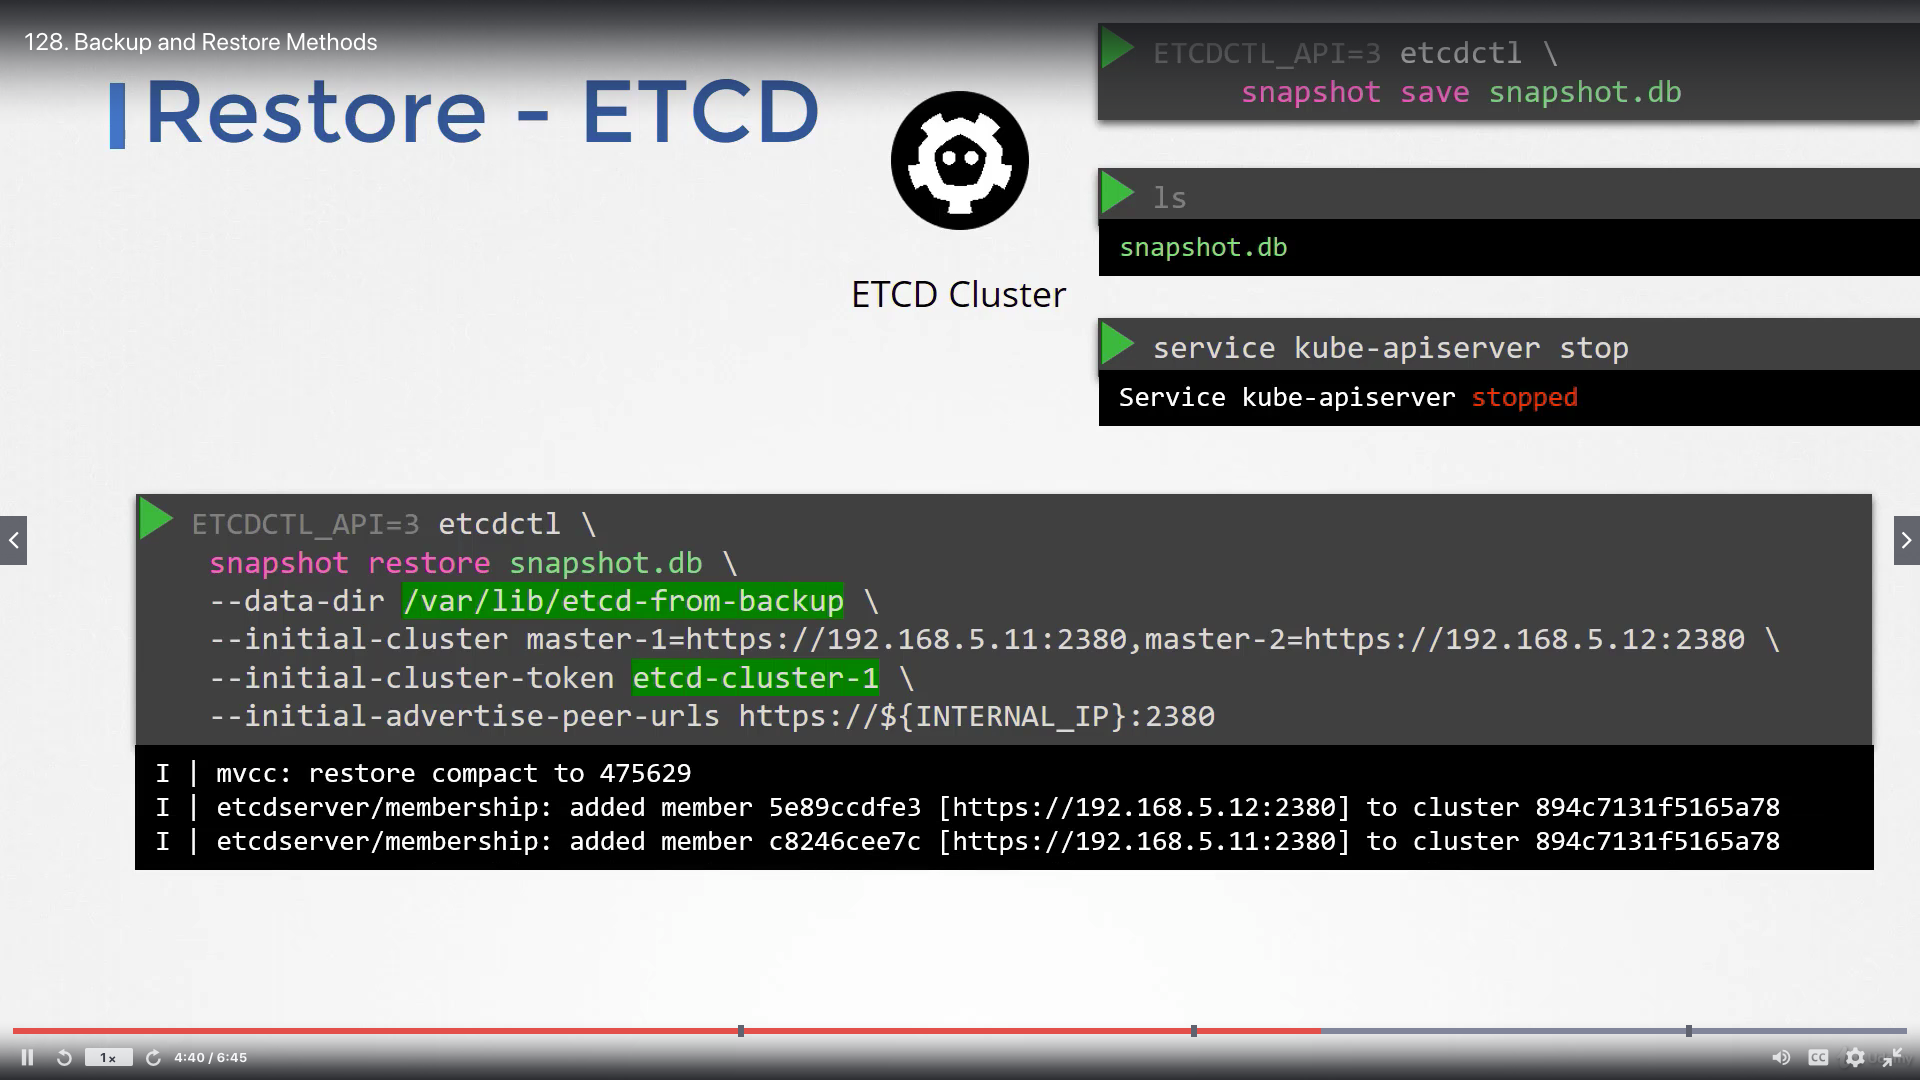 128. Backup and Restore Methods
Restore - ETCD
ETCD Cluster
ETCDCTL_API=3 etcdctl \
snapshot save snapshot.db
ls
snapshot.db
service kube-apiserver stop
Service kube-apiserver stopped
ETCDCTL_API=3 etcdctl \
snapshot restore snapshot.db \
--data-dir /var/lib/etcd-from-backup \
--initial-cluster master-1=https://192.168.5.11:2380,master-2=https://192.168.5.12:2380 \
--initial-cluster-token etcd-cluster-1 \
--initial-advertise-peer-urls https://${INTERNAL_IP}:2380
I | mvcc: restore compact to 475629
I | etcdserver/membership: added member 5e89ccdfe3 [https://192.168.5.12:2380] to cluster 894c7131f5165a78
I | etcdserver/membership: added member c8246cee7c [https://192.168.5.11:2380] to cluster 894c7131f5165a78
1x
4:40 / 6:45
CC